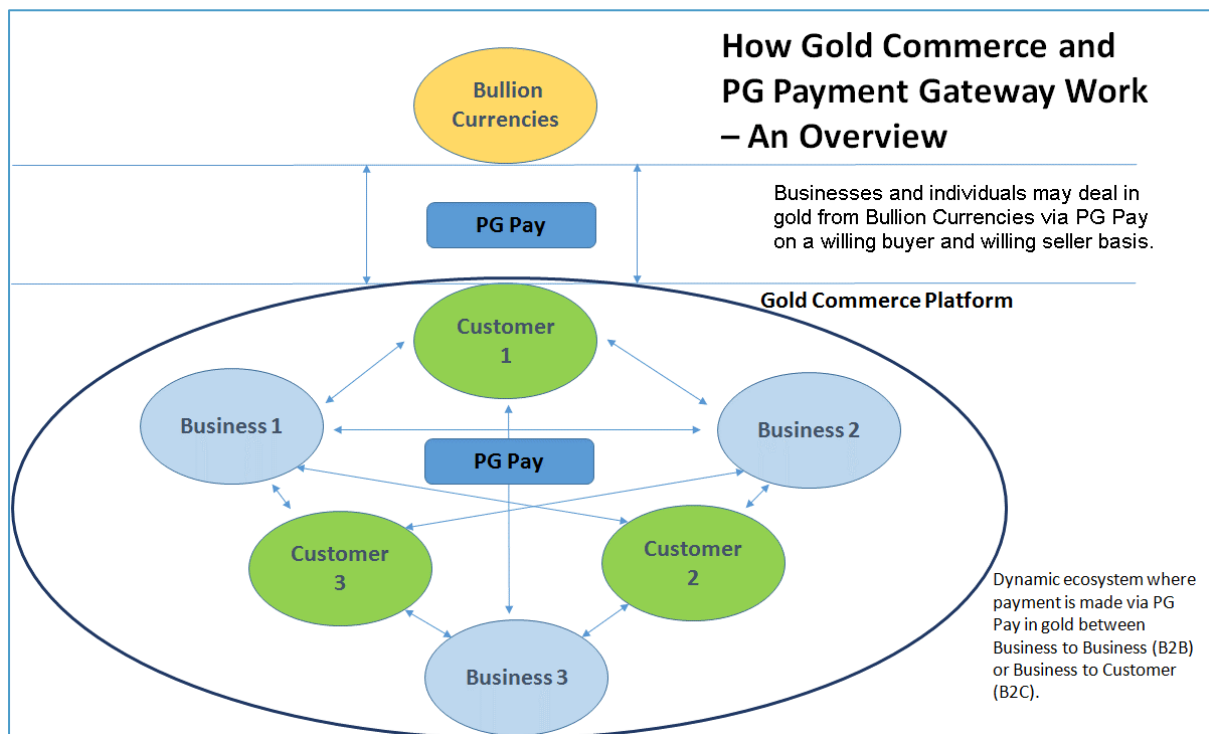 How Gold Commerce and
PG Payment Gateway Work
– An Overview
Bullion
Currencies
PG Pay
Businesses and individuals may deal in
gold from Bullion Currencies via PG Pay
on a willing buyer and willing seller basis.
Gold Commerce Platform
Customer
1
Business 1
Business 2
PG Pay
Customer
3
Customer
2
Business 3
Dynamic ecosystem where
payment is made via PG
Pay in gold between
Business to Business (B2B)
or Business to Customer
(B2C).